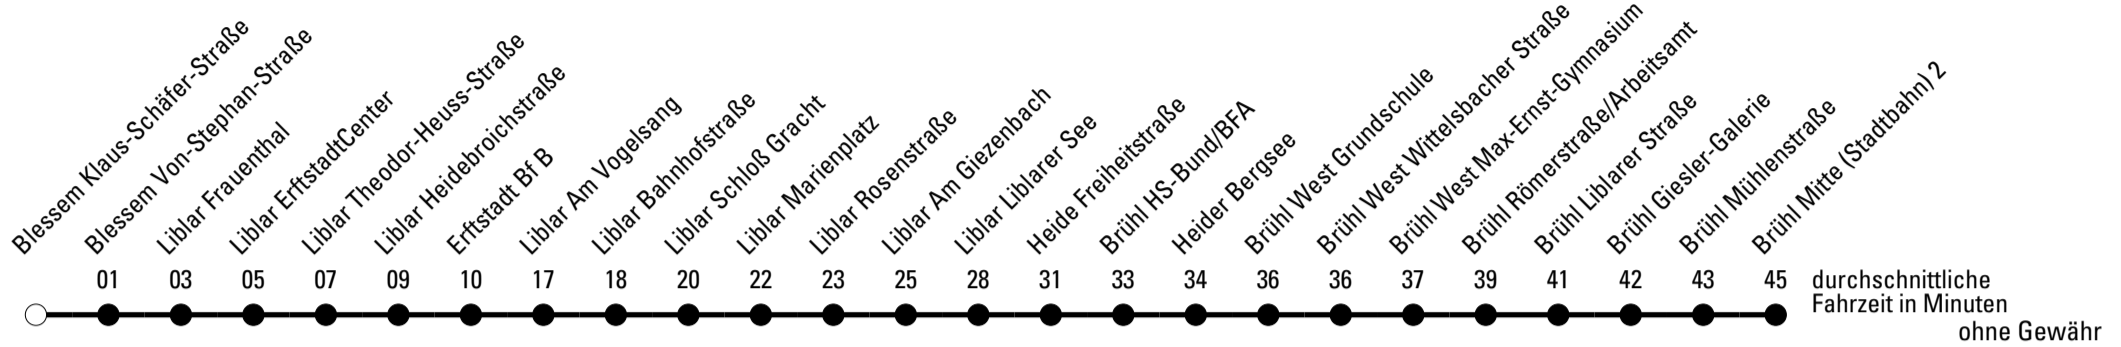 Blessem Klaus-Schäfer-Straße
Blessem Von-Stephan-Straße
Liblar Frauenthal
Liblar ErftstadtCenter
Liblar Theodor-Heuss-Straße
Liblar Heidebroichstraße
Erftstadt Bf B
Liblar Am Vogelsang
Liblar Bahnhofstraße
Liblar Schloß Gracht
Liblar Marienplatz
Liblar Rosenstraße
Liblar Am Giezenbach
Liblar Liblarer See
Heide Freiheitstraße
Brühl HS-Bund/BFA
Heider Bergsee
Brühl West Grundschule
Brühl West Wittelsbacher Straße
Brühl West Max-Ernst-Gymnasium
Brühl Römerstraße/Arbeitsamt
Brühl Liblarer Straße
Brühl Giesler-Galerie
Brühl Mühlenstraße
Brühl Mitte (Stadtbahn) 2
01 03 05 07 09 10 17 18 20 22 23 25 28 31 33 34 36 36 37 39 41 42 43 45 durchschnittliche
Fahrzeit in Minuten
ohne Gewähr